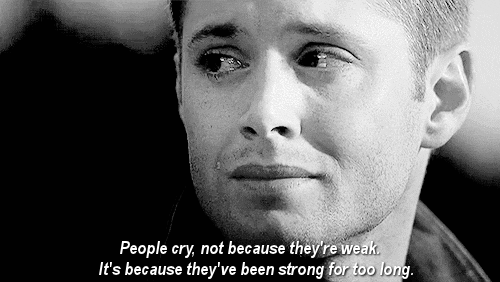 People cry, not because they're weak.
It's because they've been strong for too long.